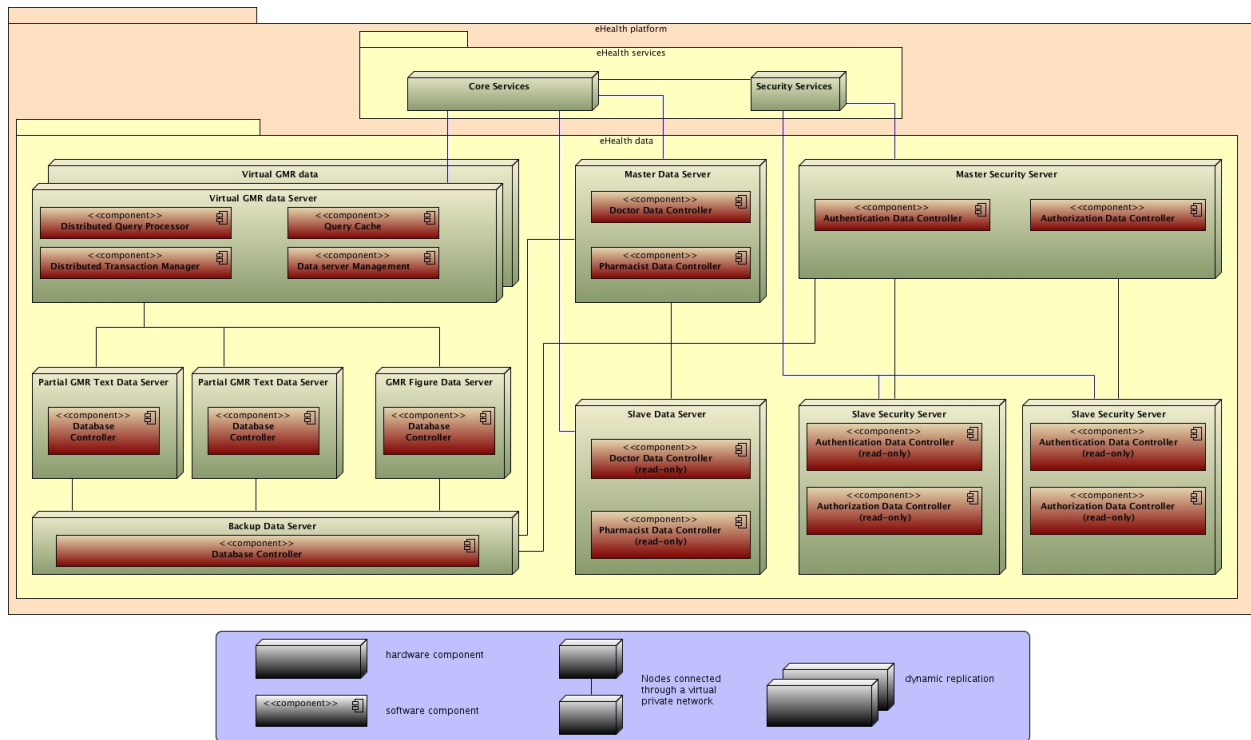 eHealth platform
eHealth services
Core Services
Security Services
eHealth data
Virtual GMR data
Virtual GMR data Server
<<component>>
Distributed Query Processor
<<component>>
Query Cache
<<component>>
Distributed Transaction Manager
<<component>>
Data server Management
Master Data Server
<<component>>
Doctor Data Controller
<<component>>
Pharmacist Data Controller
Master Security Server
<<component>>
Authentication Data Controller
<<component>>
Authorization Data Controller
Partial GMR Text Data Server
<<component>>
Database
Controller
Partial GMR Text Data Server
<<component>>
Database
Controller
GMR Figure Data Server
<<component>>
Database
Controller
Backup Data Server
<<component>>
Database Controller
Slave Data Server
<<component>>
Doctor Data Controller
(read-only)
<<component>>
Pharmacist Data Controller
(read-only)
Slave Security Server
<<component>>
Authentication Data Controller
(read-only)
<<component>>
Authorization Data Controller
(read-only)
Slave Security Server
<<component>>
Authentication Data Controller
(read-only)
<<component>>
Authorization Data Controller
(read-only)
hardware component
<<component>>
software component
Nodes connected
through a virtual
private network
dynamic replication